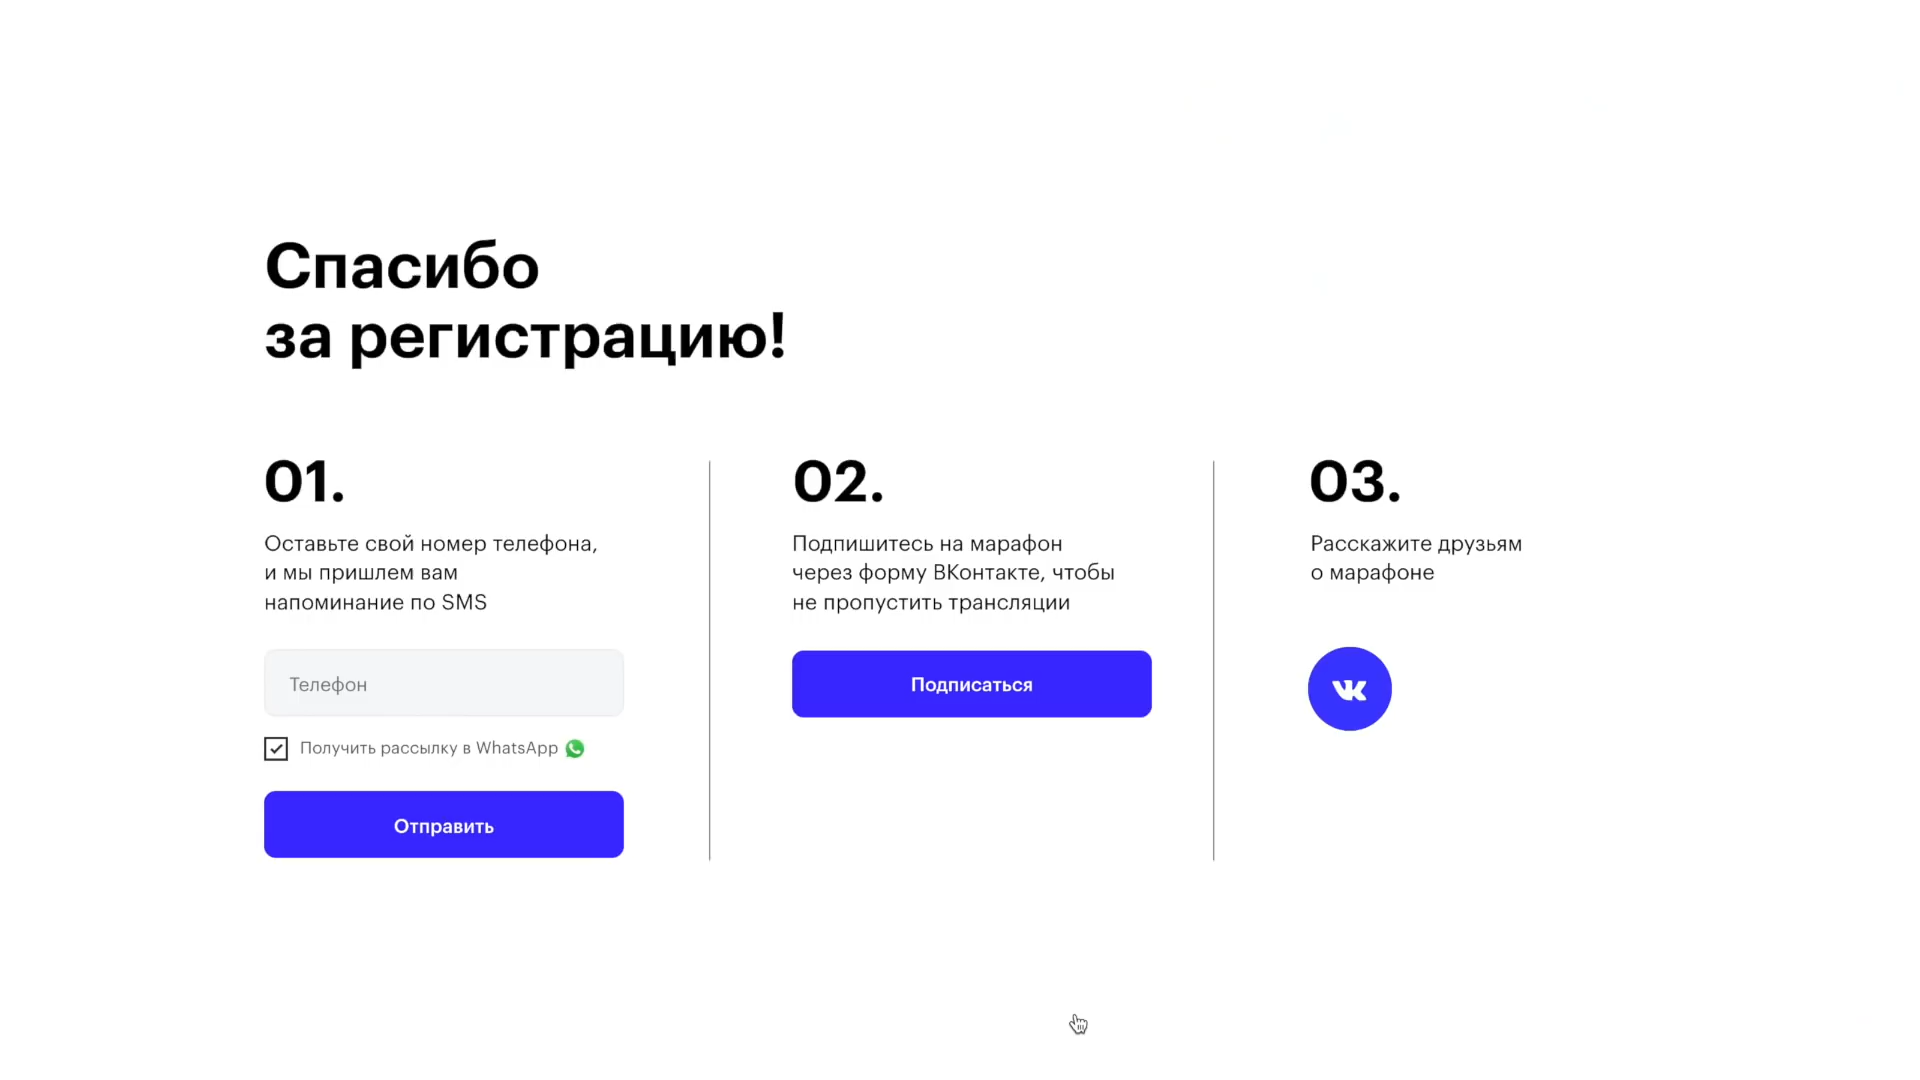 Спасибо
за регистрацию!
01.
Оставьте свой номер телефона,
и мы пришлем вам
напоминание по SMS
Телефон
Получить рассылку в WhatsApp
Отправить
02.
Подпишитесь на марафон
через форму ВКонтакте, чтобы
не пропустить трансляции
Подписаться
03.
Расскажите друзьям
о марафоне